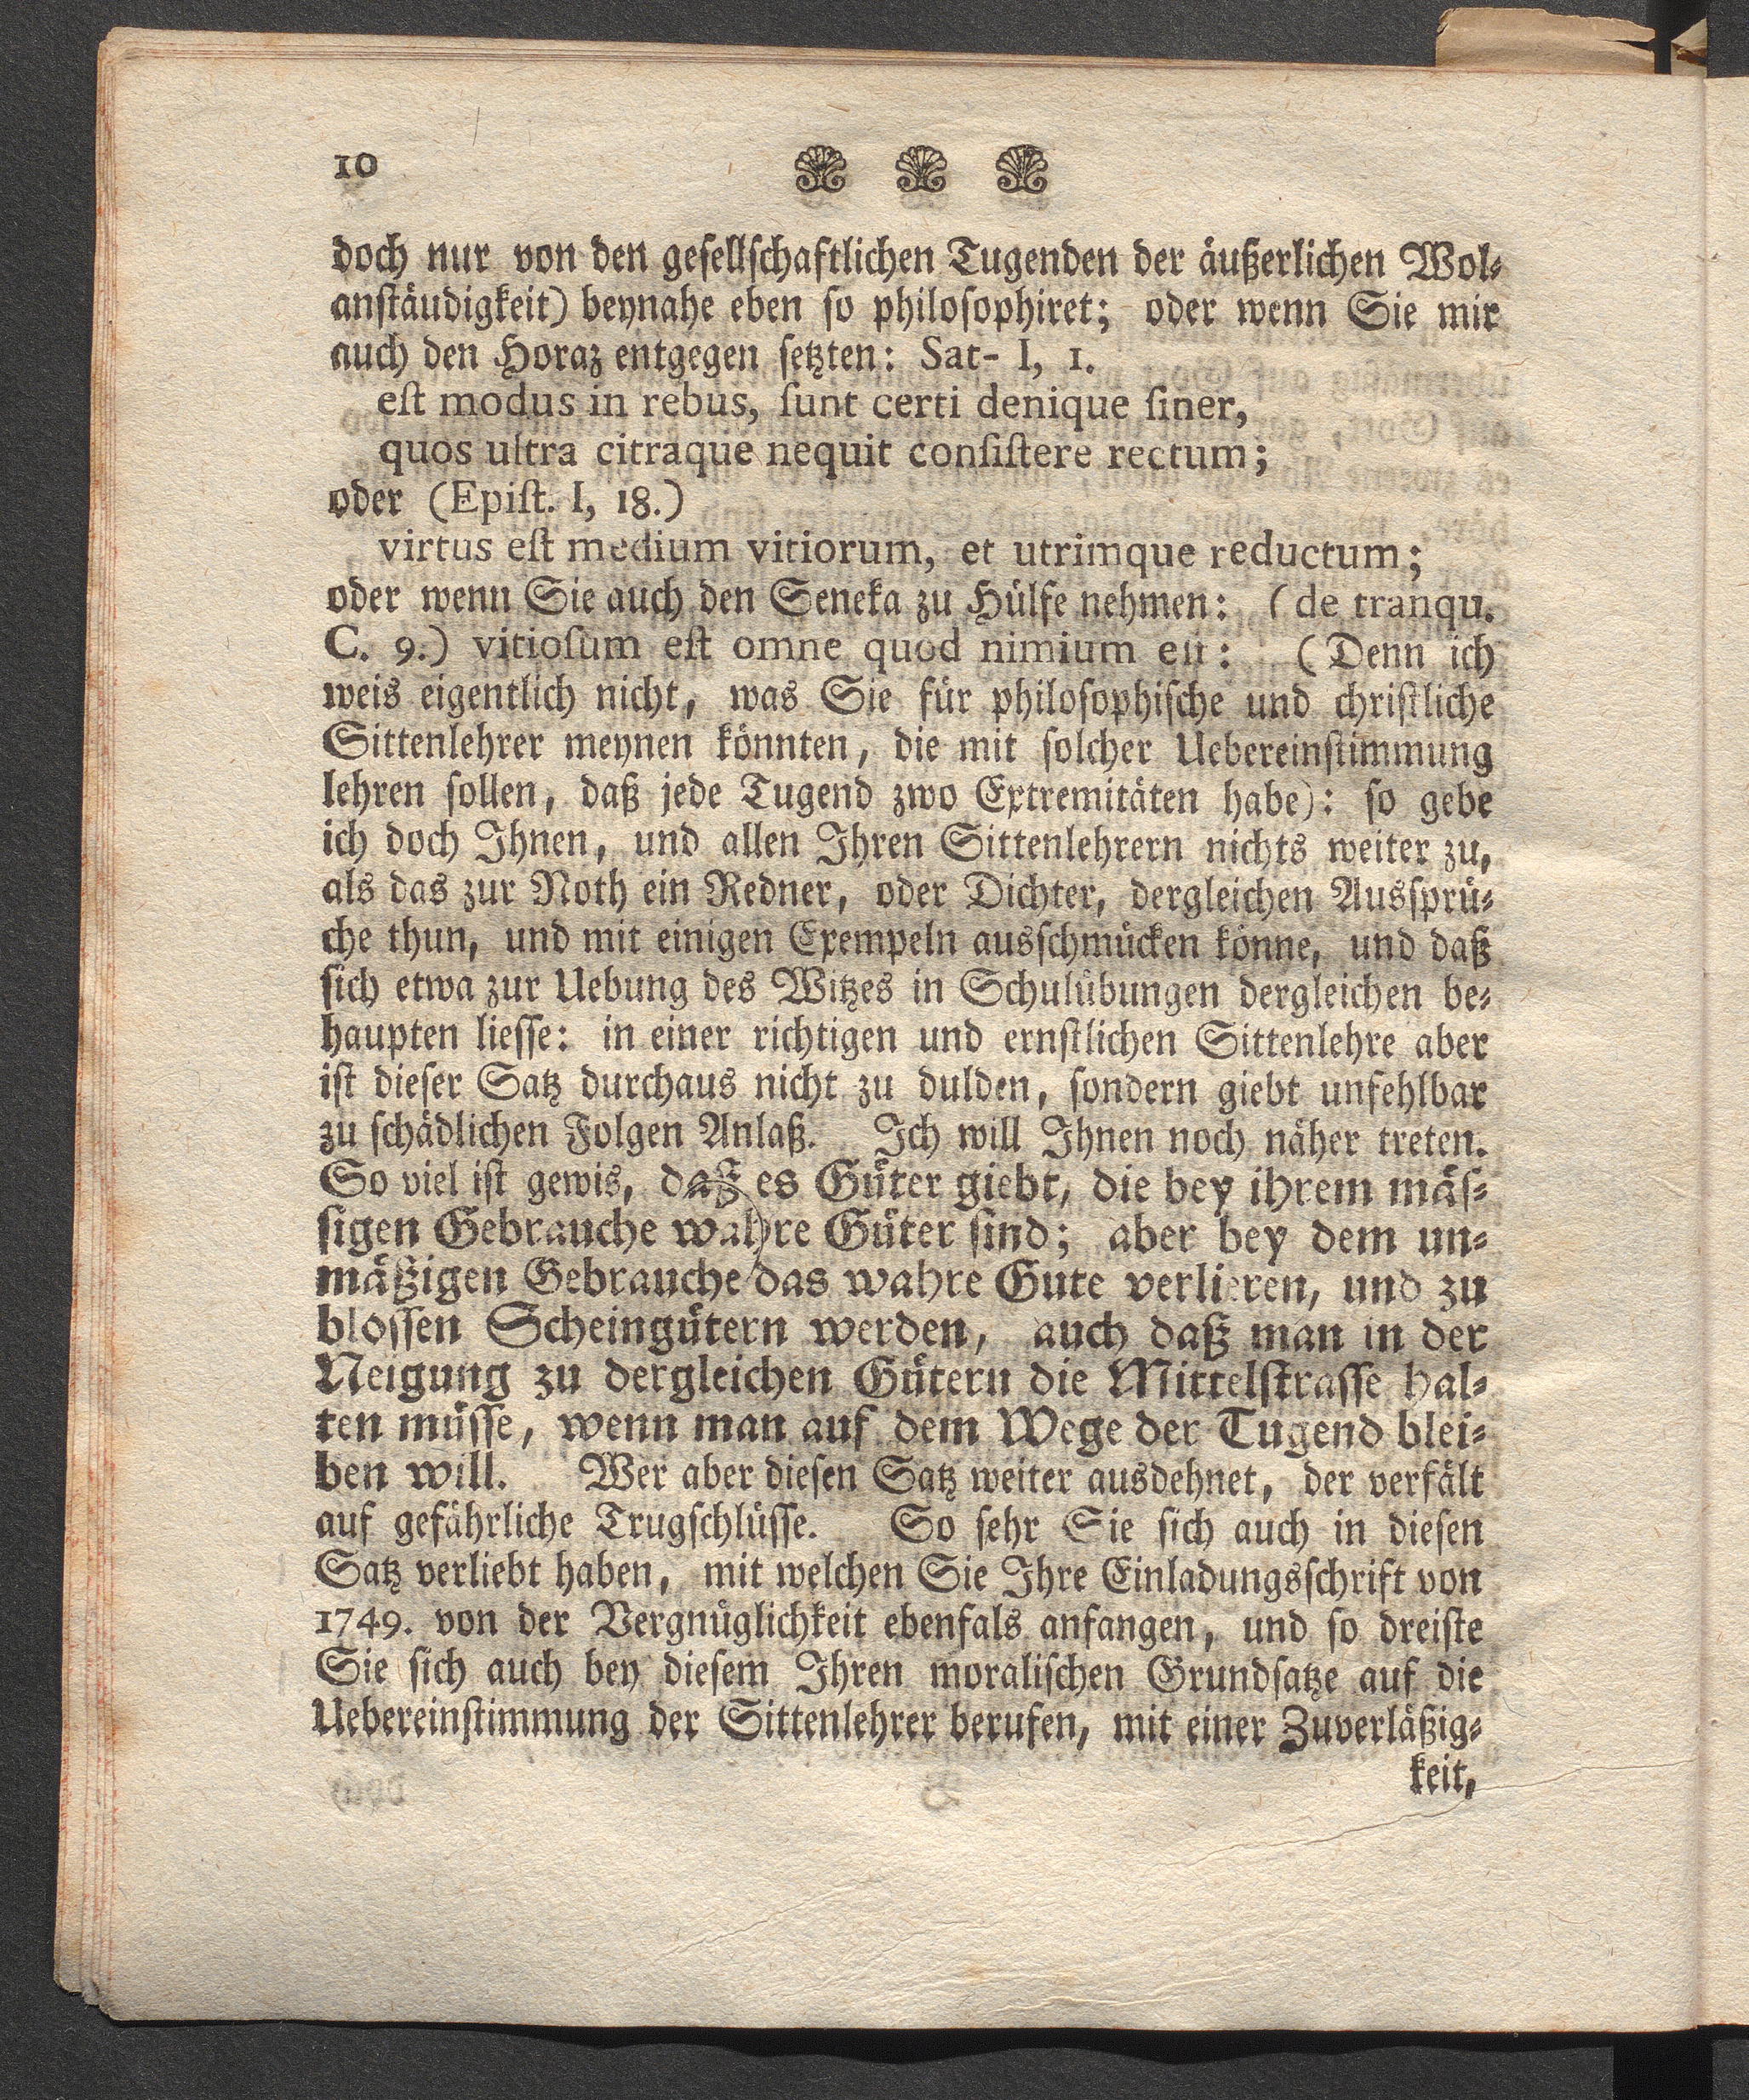 10
doch nur von den geſellſchaftlichen Tugenden der äußerlichen Wol-
anſtäudigkeit) beynahe eben ſo philoſophiret; oder wenn Sie mir
auch den Horaz entgegen ſetzten: Sat- I, 1.
eſt modus in rebus, ſunt certi denique ſiner,
quos ultra citraque nequit conſiſtere rectum;
oder (Epiſt. I, 18.)
virtus eſt medium vitiorum, et utrimque reductum;
oder wenn Sie auch den Seneka zu Hülfe nehmen: (de tranqu.
C. 9.) vitioſum eſt omne quod nimium eſt: (Denn ich
weis eigentlich nicht, was Sie für philoſophiſche und chriſtliche
Sittenlehrer meynen könnten, die mit ſolcher Uebereinſtimmung
lehren ſollen, daß jede Tugend zwo Extremitäten habe): ſo gebe
ich doch Ihnen, und allen Ihren Sittenlehrern nichts weiter zu,
als das zur Noth ein Redner, oder Dichter, dergleichen Ausſprü-
che thun, und mit einigen Exempeln ausſchmücken könne, und daß
ſich etwa zur Uebung des Witzes in Schulübungen dergleichen be-
haupten lieſſe: in einer richtigen und ernſtlichen Sittenlehre aber
iſt dieſer Satz durchaus nicht zu dulden, ſondern giebt unfehlbar
zu ſchädlichen Folgen Anlaß. Ich will Ihnen noch näher treten.
So viel iſt gewis, daß es Güter giebt, die bey ihrem mäſ-
ſigen Gebrauche wahre Güter ſind; aber bey dem un-
mäßigen Gebrauche das wahre Gute verlieren, und zu
bloſſen Scheingütern werden, auch daß man in der
Neigung zu dergleichen Gütern die Mittelſtraſſe hal-
ten müſſe, wenn man auf dem Wege der Tugend blei-
ben will. Wer aber dieſen Satz weiter ausdehnet, der verfält
auf gefährliche Trugſchlüſſe. So ſehr Sie ſich auch in dieſen
Satz verliebt haben, mit welchen Sie Ihre Einladungsſchrift von
1749. von der Vergnüglichkeit ebenfals anfangen, und ſo dreiſte
Sie ſich auch bey dieſem Ihren moraliſchen Grundſatze auf die
Uebereinſtimmung der Sittenlehrer berufen, mit einer Zuverläßig-
keit,